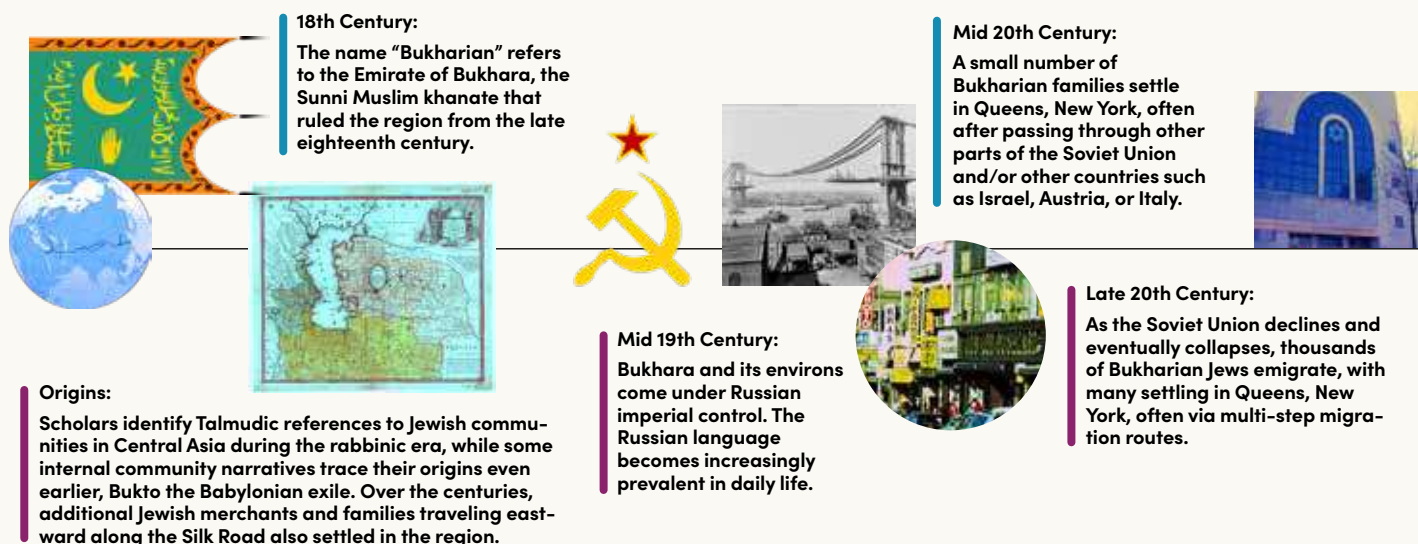 18th Century:
The name “Bukharian” refers
to the Emirate of Bukhara, the
Sunni Muslim khanate that
ruled the region from the late
eighteenth century.
Mid 20th Century:
A small number of
Bukharian families settle
in Queens, New York, often
after passing through other
parts of the Soviet Union
and/or other countries such
as Israel, Austria, or Italy.
Origins:
Scholars identify Talmudic references to Jewish commu-
nities in Central Asia during the rabbinic era, while some
internal community narratives trace their origins even
earlier, Bukto the Babylonian exile. Over the centuries,
additional Jewish merchants and families traveling east-
ward along the Silk Road also settled in the region.
Mid 19th Century:
Bukhara and its environs
come under Russian
imperial control. The
Russian language
becomes increasingly
prevalent in daily life.
Late 20th Century:
As the Soviet Union declines and
eventually collapses, thousands
of Bukharian Jews emigrate, with
many settling in Queens, New
York, often via multi-step migra-
tion routes.